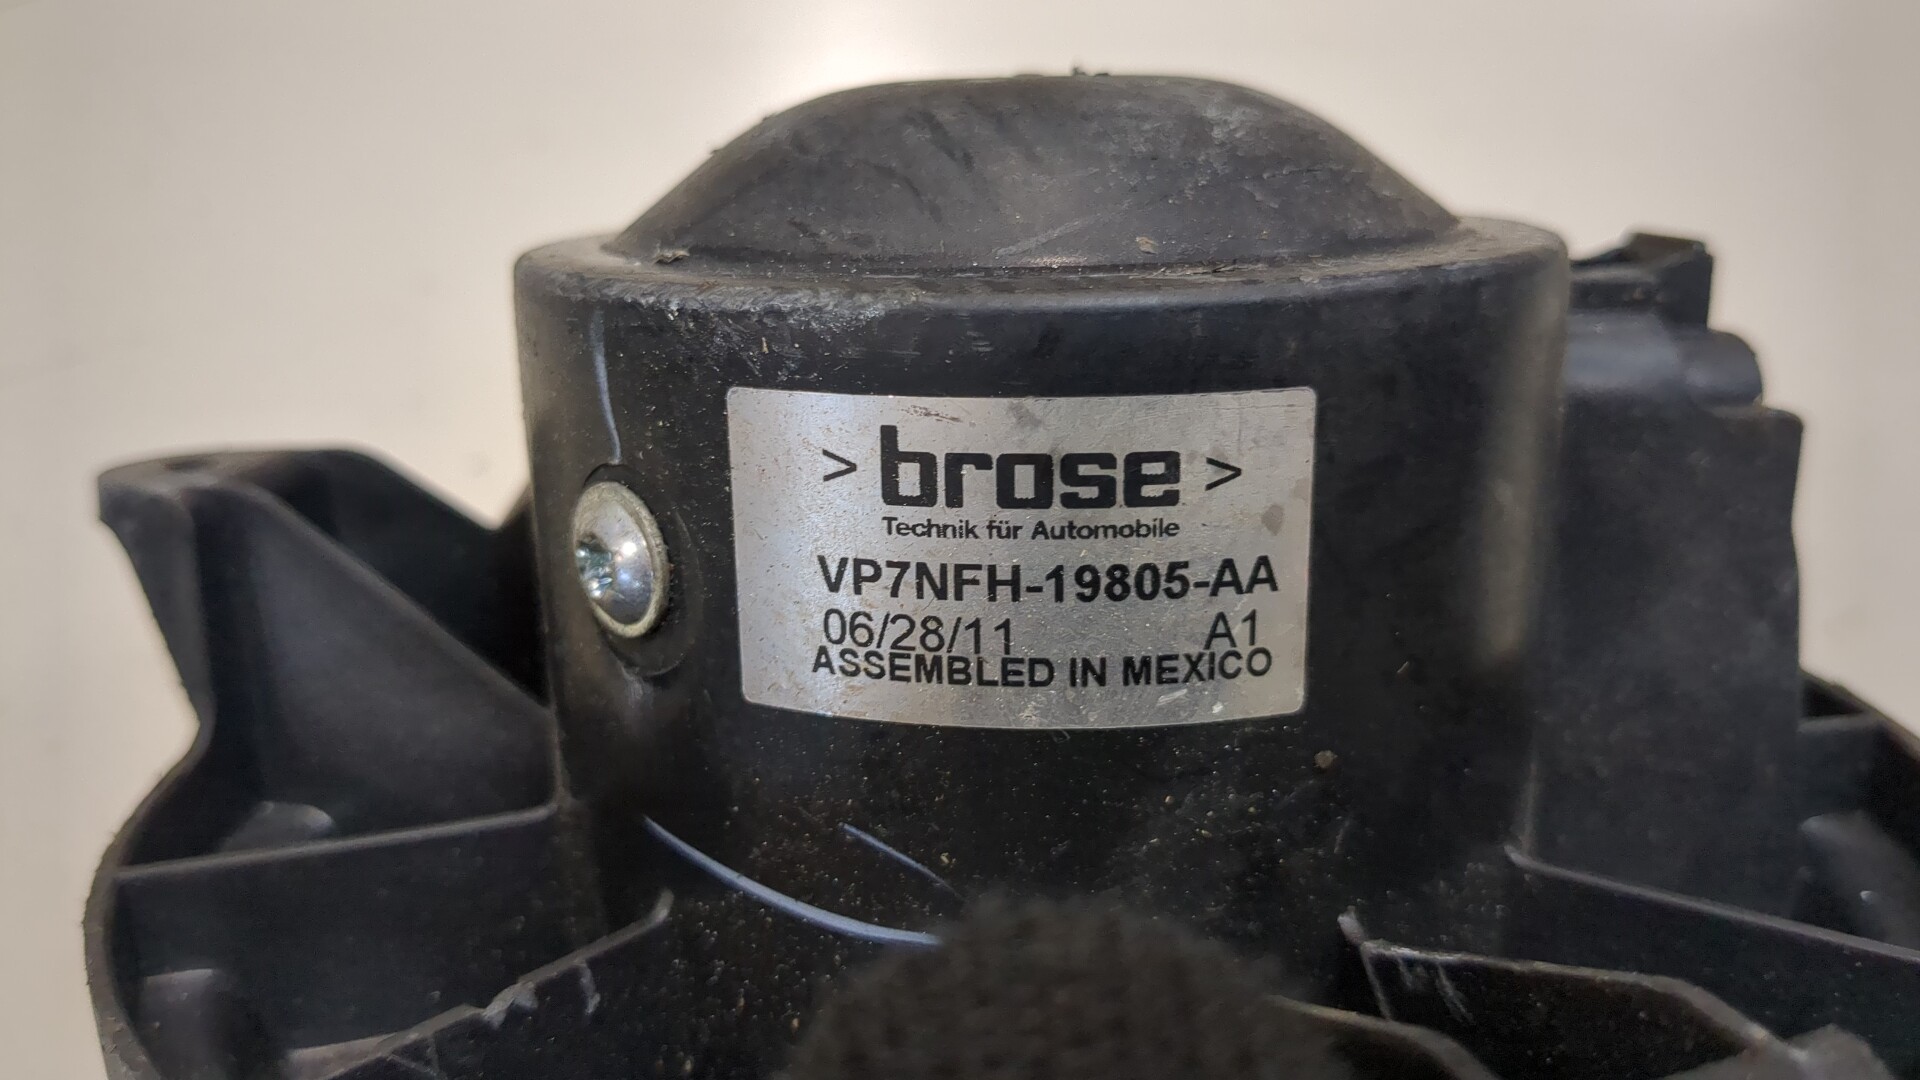 > brose >
Technik für Automobile
VP7NFH-19805-AA
06/28/11 A1
ASSEMBLED IN MEXICO